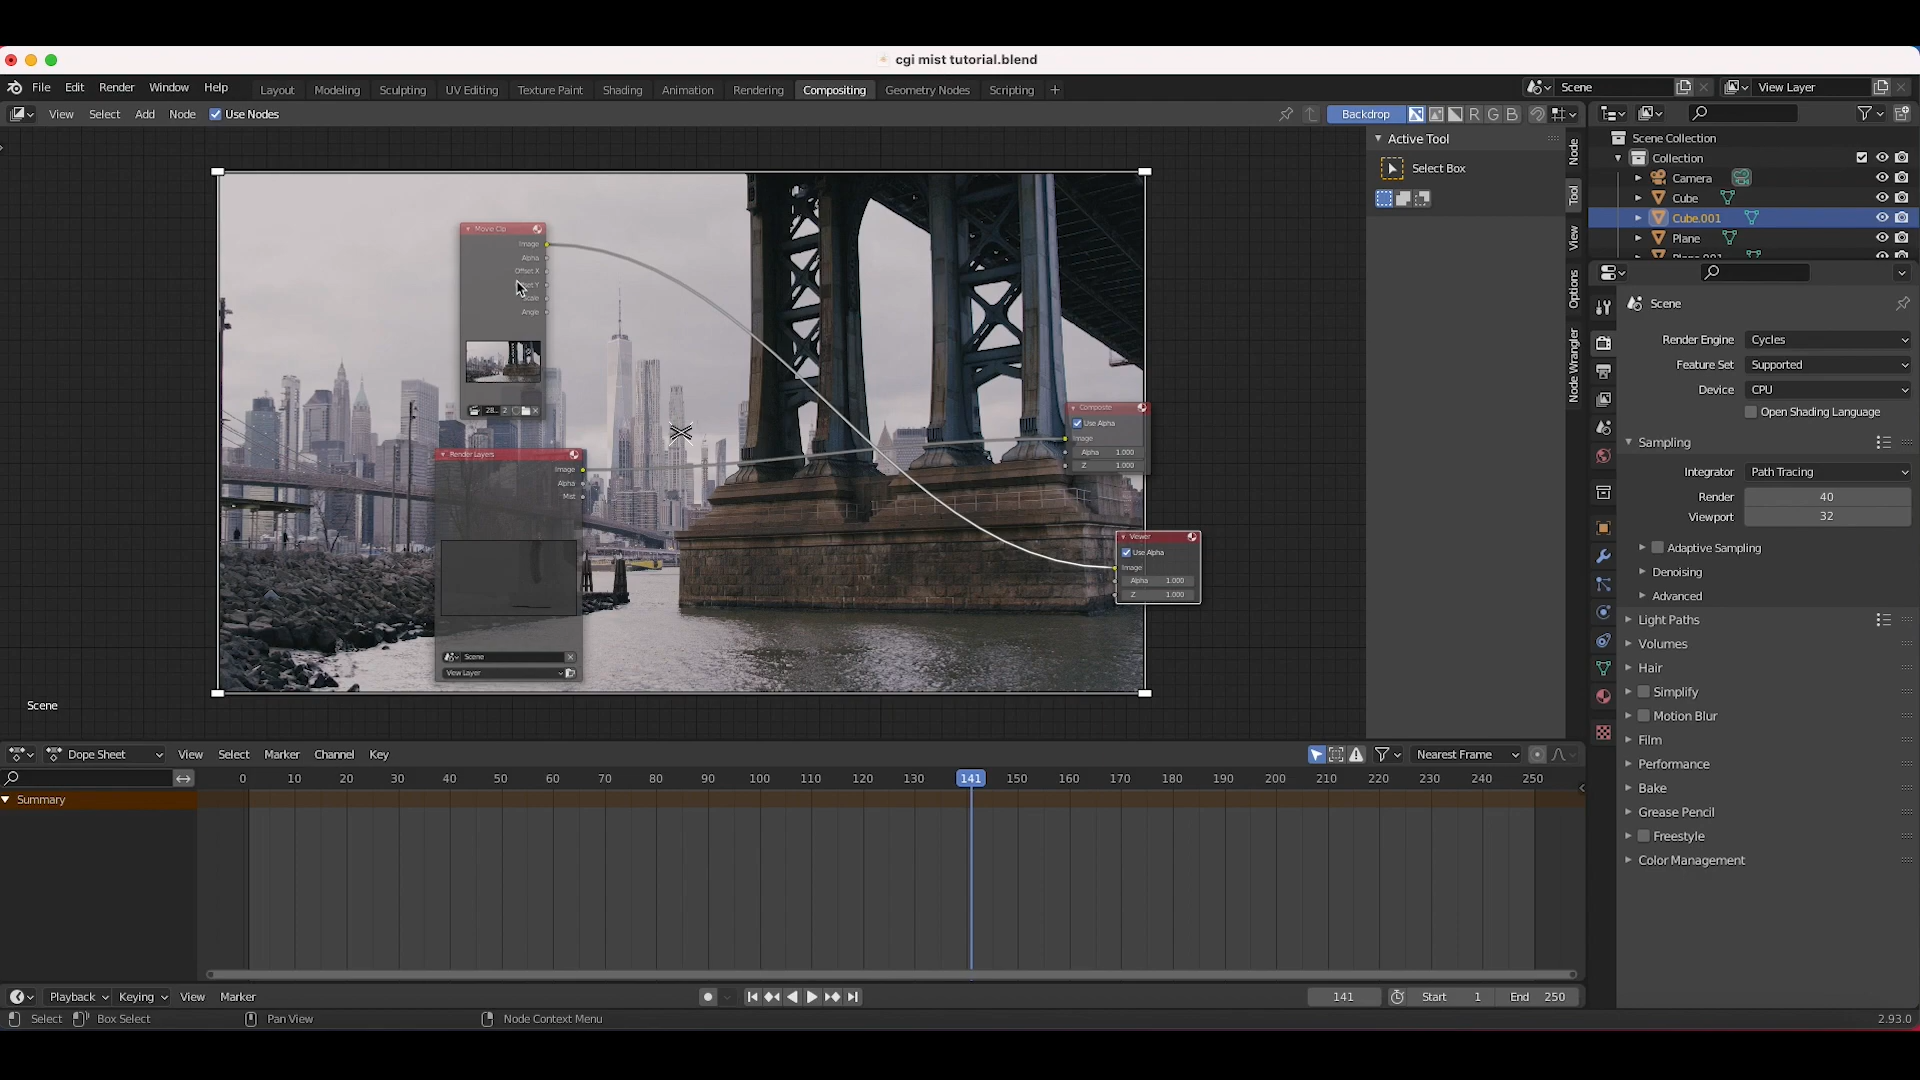 cgi mist tutorial.blend
File Edit Render Window Help Layout Modeling Sculpting UV Editing Texture Paint Shading Animation Rendering Compositing Geometry Nodes Scripting + Scene View Layer
View Select Add Node Use Nodes Backdrop R G B
Active Tool
Select Box
Node
Tool
View
Options
Node Wrangler
Scene Collection
Collection
Camera
Cube
Cube.001
Plane
Plane.001
Scene
Render Engine Cycles
Feature Set Supported
Device CPU
Open Shading Language
Sampling
Integrator Path Tracing
Render 40
Viewport 32
Adaptive Sampling
Denoising
Advanced
Light Paths
Volumes
Hair
Simplify
Motion Blur
Film
Performance
Bake
Grease Pencil
Freestyle
Color Management
Movie Clip
Image
Alpha
Offset X
Angle
28... 2
Render Layers
Image
Alpha
Mist
Scene
View Layer
Composite
Use Alpha
Image
Alpha 1.000
Z 1.000
Viewer
Use Alpha
Image
Alpha 1.000
Z 1.000
Scene
Dope Sheet View Select Marker Channel Key Nearest Frame
0 10 20 30 40 50 60 70 80 90 100 110 120 130 141 150 160 170 180 190 200 210 220 230 240 250
Summary
Playback Keying View Marker 141 Start 1 End 250
Select Box Select Pan View Node Context Menu 2.93.0